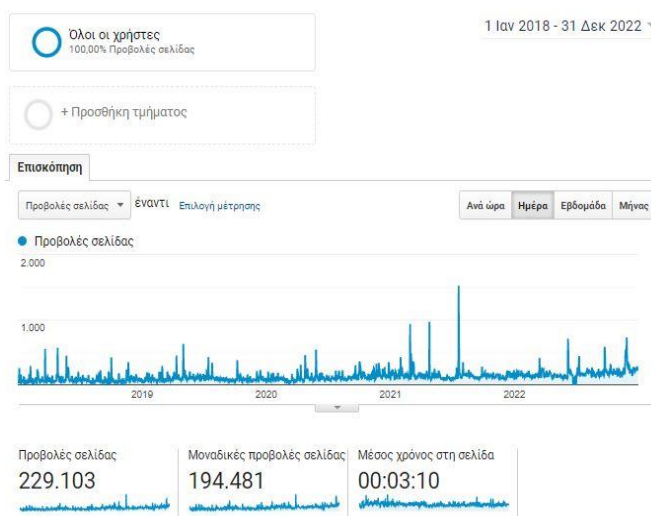 Όλοι οι χρήστες
100,00% Προβολές σελίδας
1 Ιαν 2018 - 31 Δεκ 2022
+ Προσθήκη τμήματος
Επισκόπηση
Προβολές σελίδας έναντι Επιλογή μέτρησης
Ανά ώρα Ημέρα Εβδομάδα Μήνας
Προβολές σελίδας
2.000
1.000
2019 2020 2021 2022
Προβολές σελίδας Μοναδικές προβολές σελίδας Μέσος χρόνος στη σελίδα
229.103 194.481 00:03:10